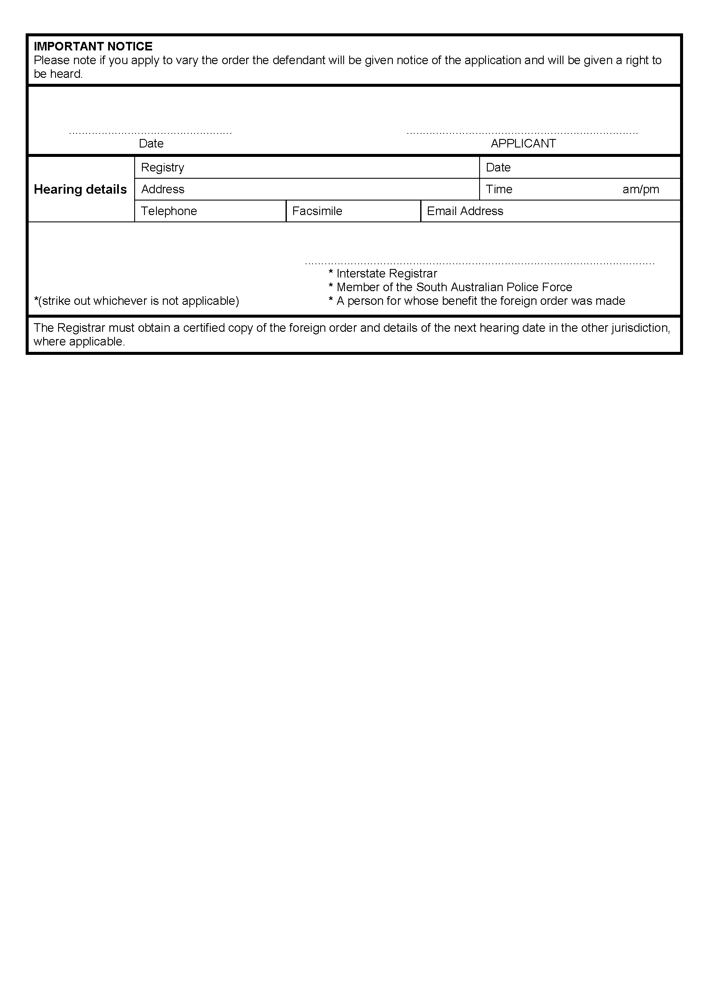 IMPORTANT NOTICE
Please note if you apply to vary the order the defendant will be given notice of the application and will be given a right to
be heard.
Date
APPLICANT
Hearing details
Registry
Date
Address
Time am/pm
Telephone
Facsimile
Email Address
* Interstate Registrar
* Member of the South Australian Police Force
*(strike out whichever is not applicable)
* A person for whose benefit the foreign order was made
The Registrar must obtain a certified copy of the foreign order and details of the next hearing date in the other jurisdiction,
where applicable.